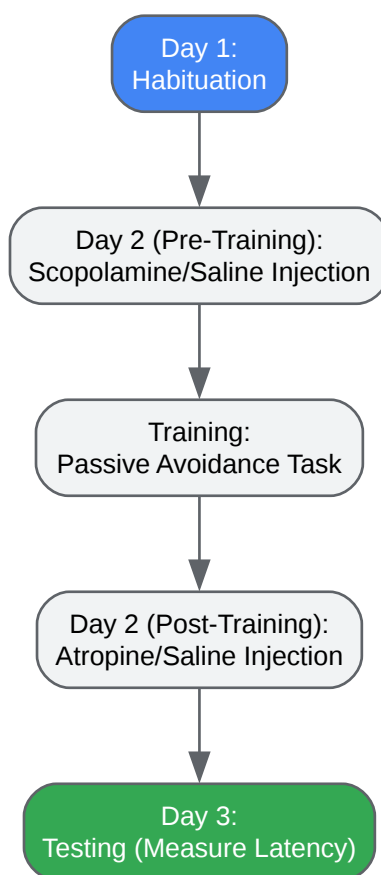 Day 1:
Habituation
Day 2 (Pre-Training):
Scopolamine/Saline Injection
Training:
Passive Avoidance Task
Day 2 (Post-Training):
Atropine/Saline Injection
Day 3:
Testing (Measure Latency)